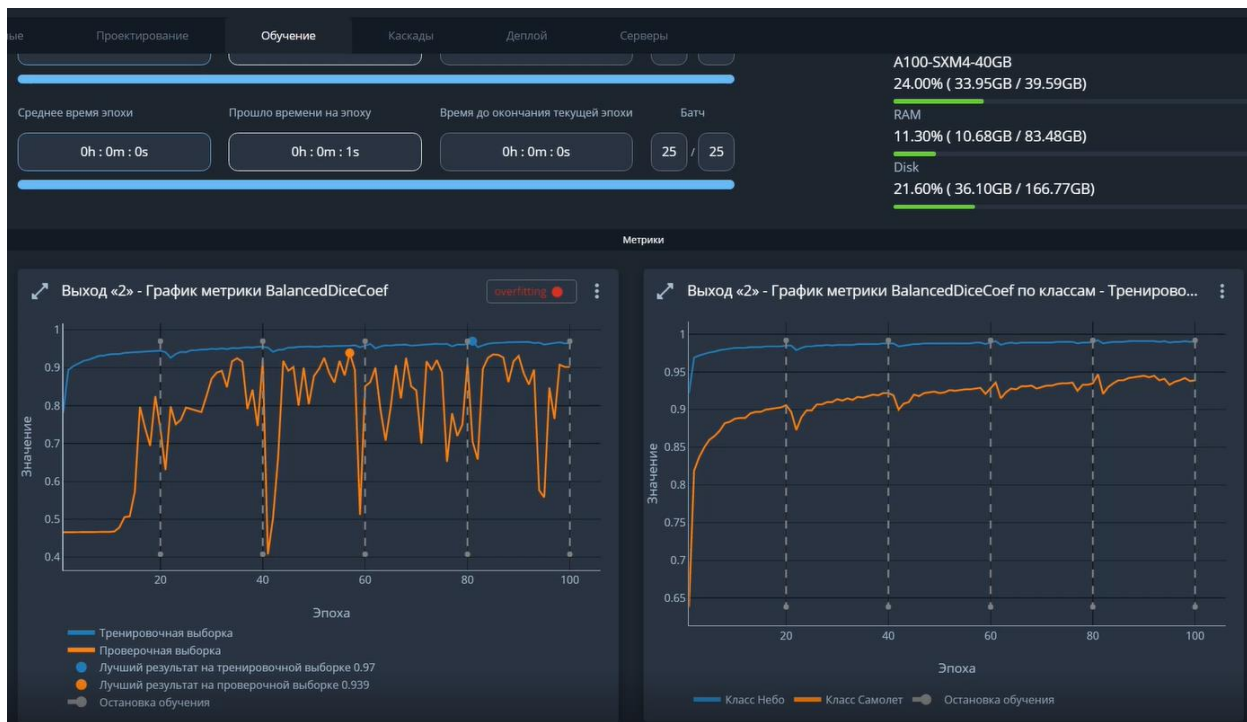 ные Проектирование Обучение Каскады Деплой Серверы
A100-SXM4-40GB
24.00% ( 33.95GB / 39.59GB)
RAM
11.30% ( 10.68GB / 83.48GB)
Disk
21.60% ( 36.10GB / 166.77GB)
Среднее время эпохи Прошло времени на эпоху Время до окончания текущей эпохи Батч
0h : 0m : 0s 0h : 0m : 1s 0h : 0m : 0s 25 / 25
Метрики
Выход «2» - График метрики BalancedDiceCoef overfitting
1
0.9
0.8
0.7
0.6
0.5
0.4
Значение
20 40 60 80 100
Эпоха
Тренировочная выборка
Проверочная выборка
Лучший результат на тренировочной выборке 0.97
Лучший результат на проверочной выборке 0.939
Остановка обучения
Выход «2» - График метрики BalancedDiceCoef по классам - Тренирово...
1
0.95
0.9
0.85
0.8
0.75
0.7
0.65
Значение
20 40 60 80 100
Эпоха
Класс Небо Класс Самолет Остановка обучения